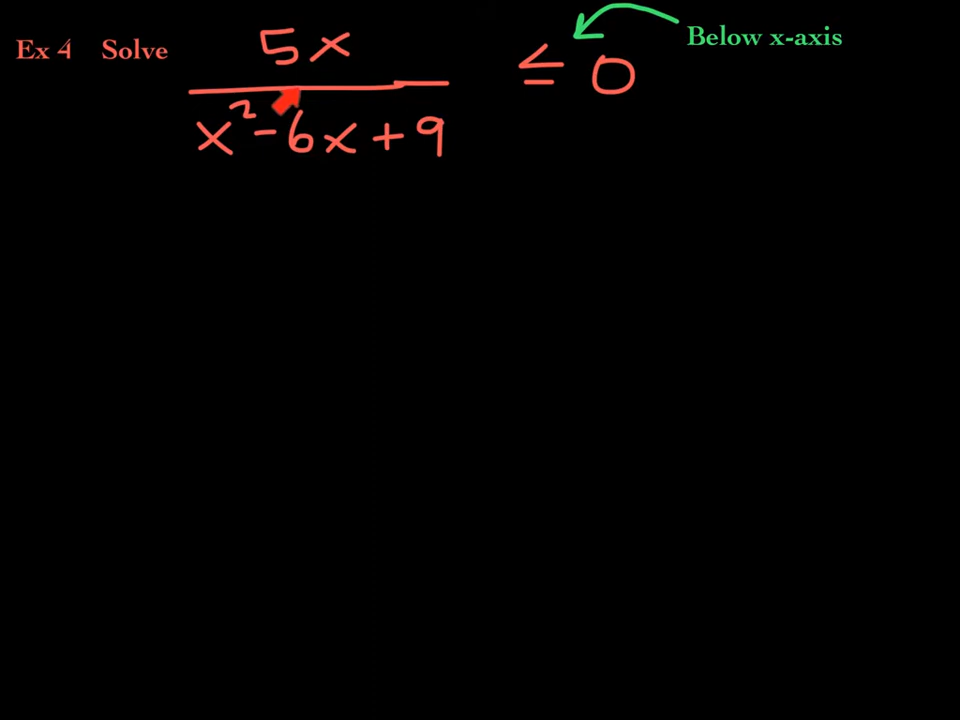 Ex 4 Solve 5x / x² - 6x + 9 ≤ 0
Below x-axis